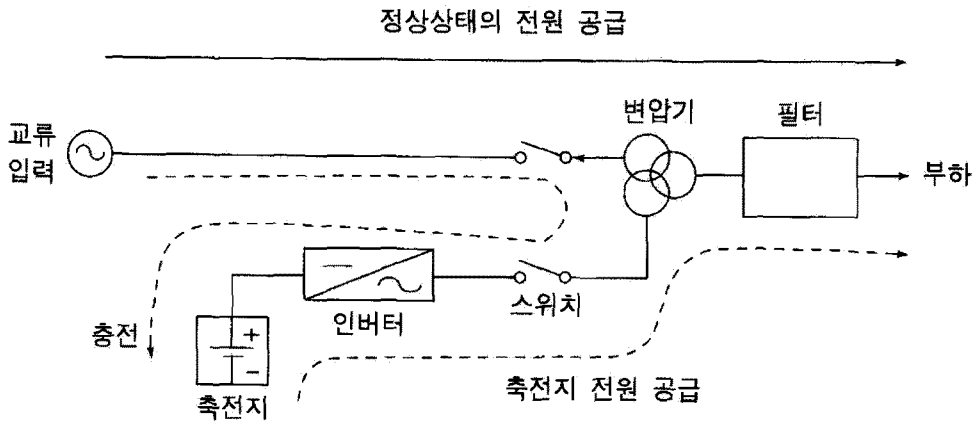 정상상태의 전원 공급
변압기
필터
교류
입력
부하
스위치
인버터
충전
+
-
축전지
축전지 전원 공급